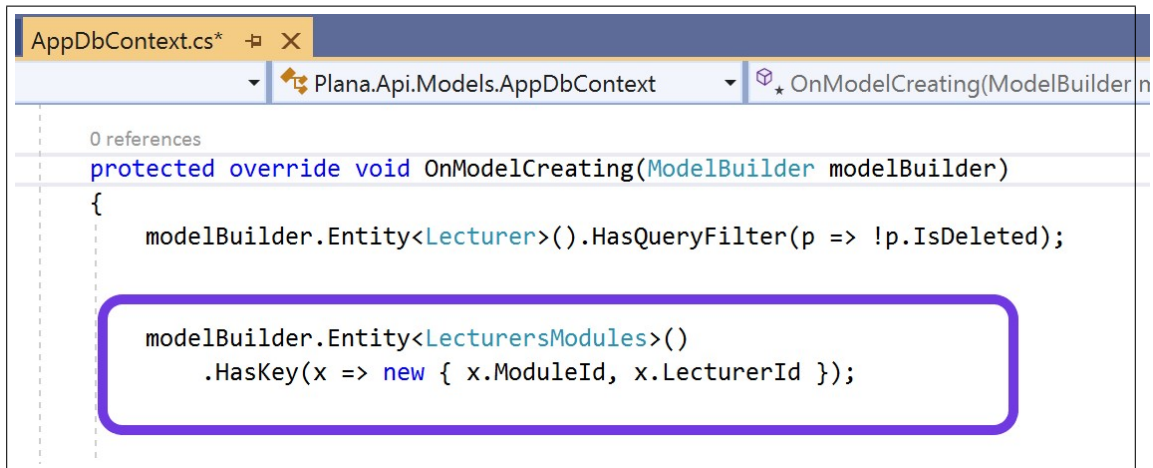 AppDbContext.cs*
Plana.Api.Models.AppDbContext OnModelCreating(ModelBuilder m
0 references
protected override void OnModelCreating(ModelBuilder modelBuilder)
{
modelBuilder.Entity<Lecturer>().HasQueryFilter(p => !p.IsDeleted);
modelBuilder.Entity<LecturersModules>()
.HasKey(x => new { x.ModuleId, x.LecturerId });